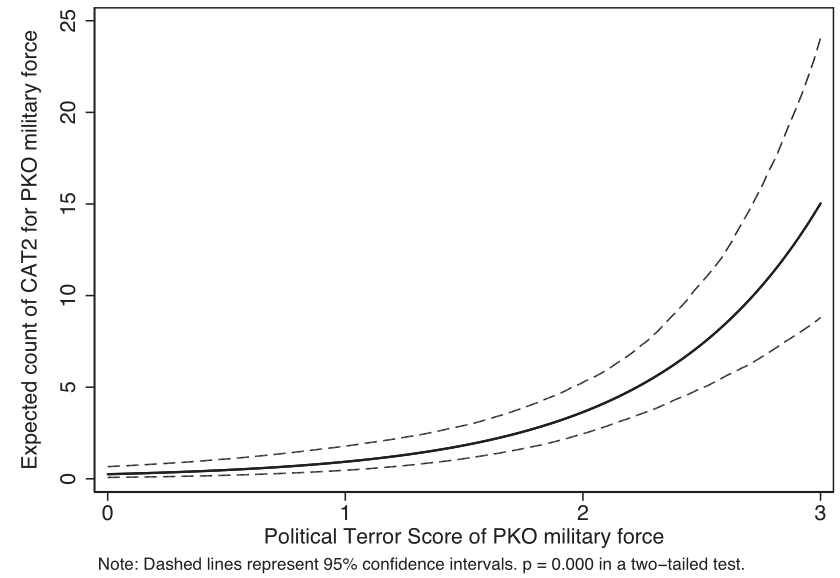 Expected count of CAT2 for PKO military force
25
20
15
10
5
0
0 1 2 3
Political Terror Score of PKO military force
Note: Dashed lines represent 95% confidence intervals. p = 0.000 in a two−tailed test.